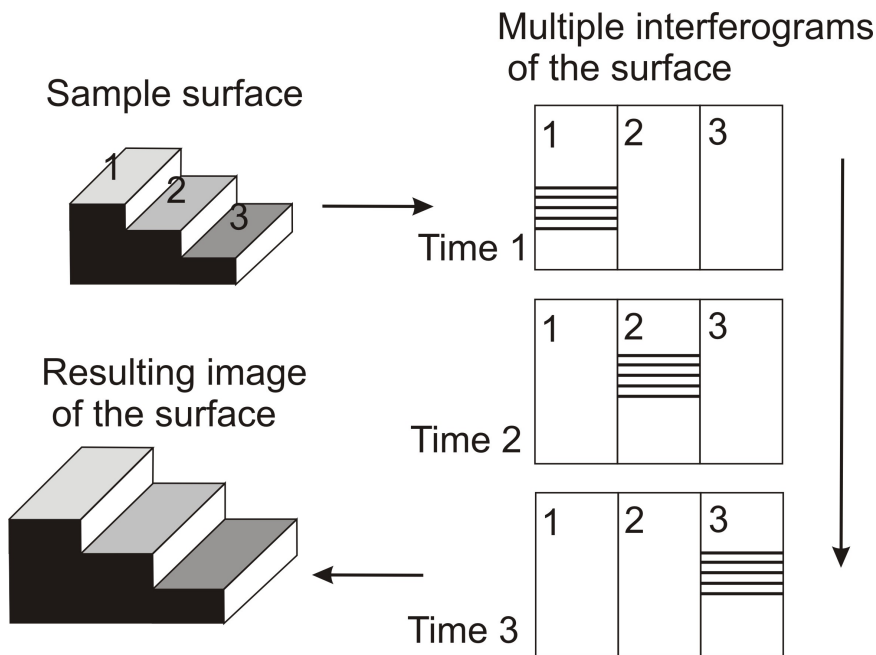 Multiple interferograms
of the surface
Sample surface
1
2
3
1 2 3
Time 1
1 2 3
Time 2
Resulting image
of the surface
1 2 3
Time 3